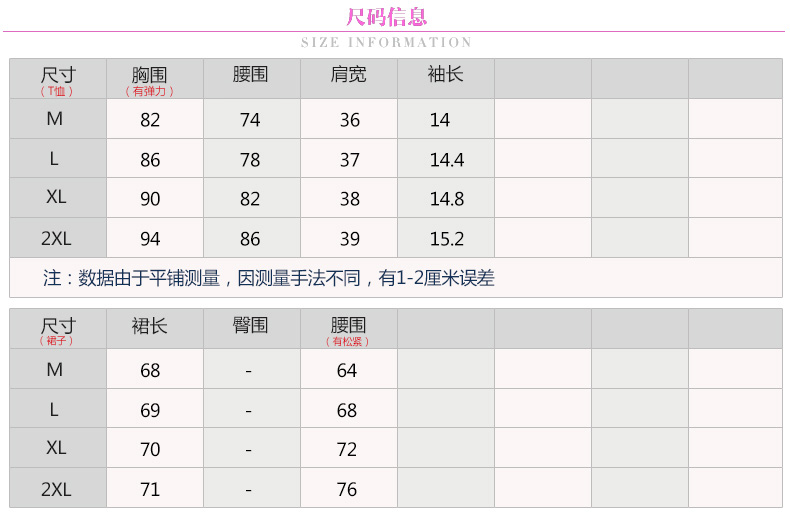 尺码信息
SIZE INFORMATION
尺寸 胸围 腰围 肩宽 袖长
（T恤） （有弹力）
M 82 74 36 14
L 86 78 37 14.4
XL 90 82 38 14.8
2XL 94 86 39 15.2
注：数据由于平铺测量，因测量手法不同，有1-2厘米误差
尺寸 裙长 臀围 腰围
（裙子） （有松紧）
M 68 - 64
L 69 - 68
XL 70 - 72
2XL 71 - 76